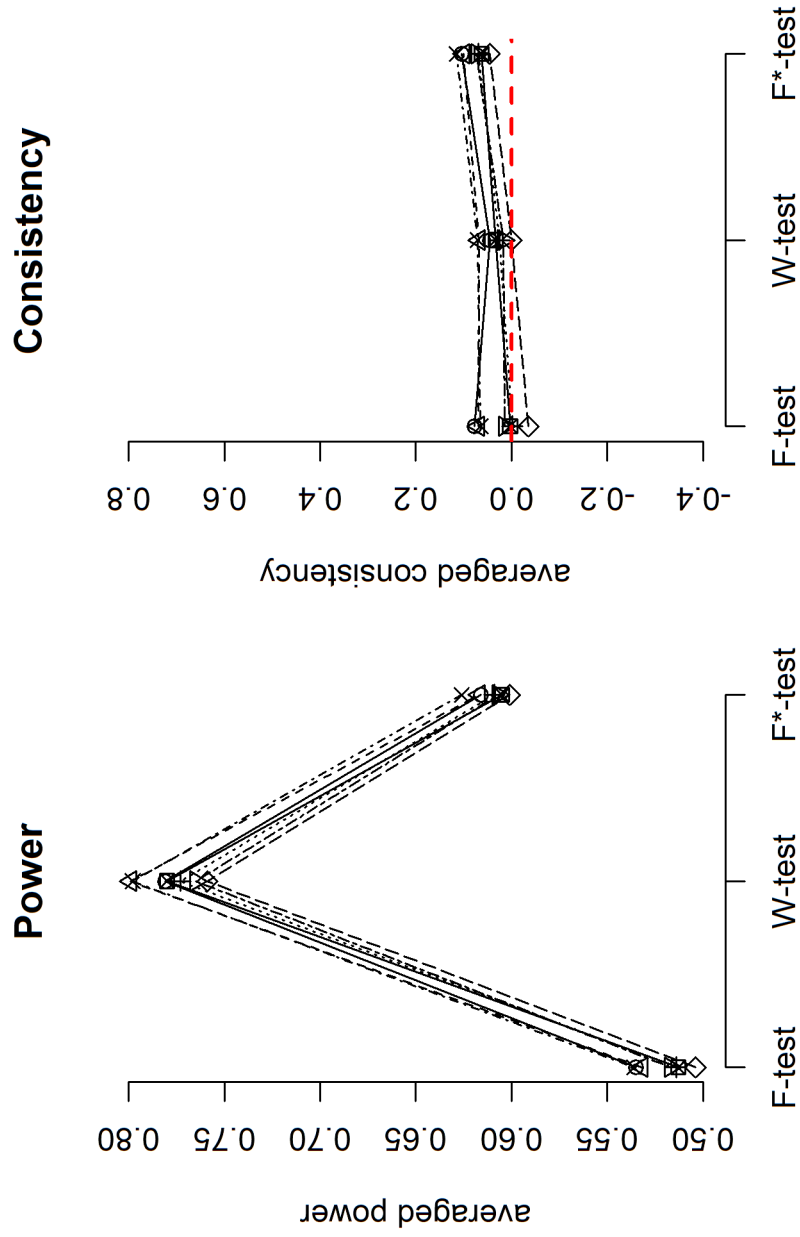 Power
averaged power
0.50
0.55
0.60
0.65
0.70
0.75
0.80
F-test
W-test
F*-test
Consistency
averaged consistency
-0.4
-0.2
0.0
0.2
0.4
0.6
0.8
F-test
W-test
F*-test